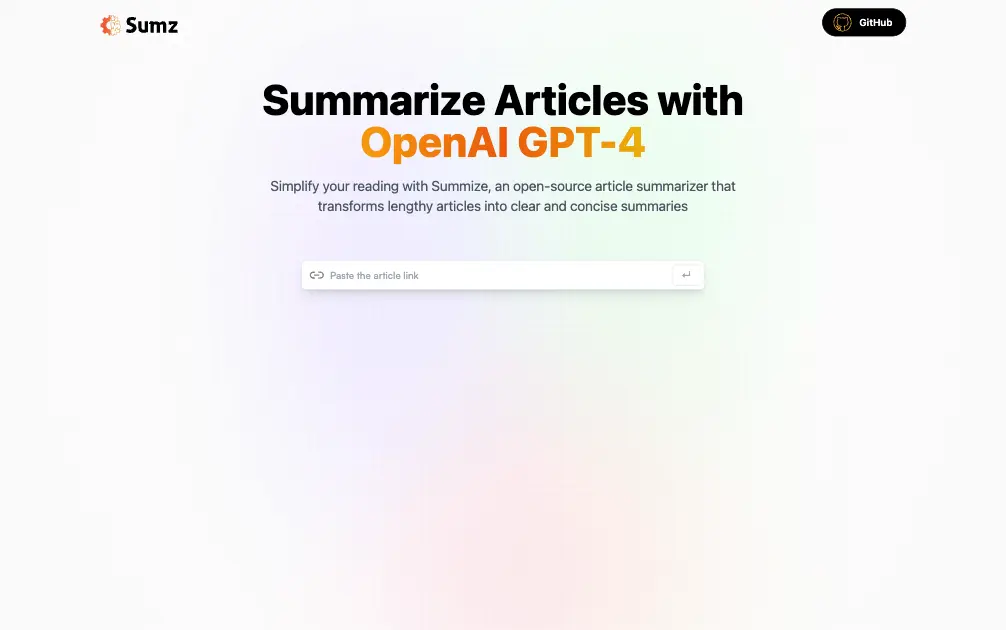 Sumz
GitHub
Summarize Articles with
OpenAI GPT-4
Simplify your reading with Summize, an open-source article summarizer that
transforms lengthy articles into clear and concise summaries
Paste the article link